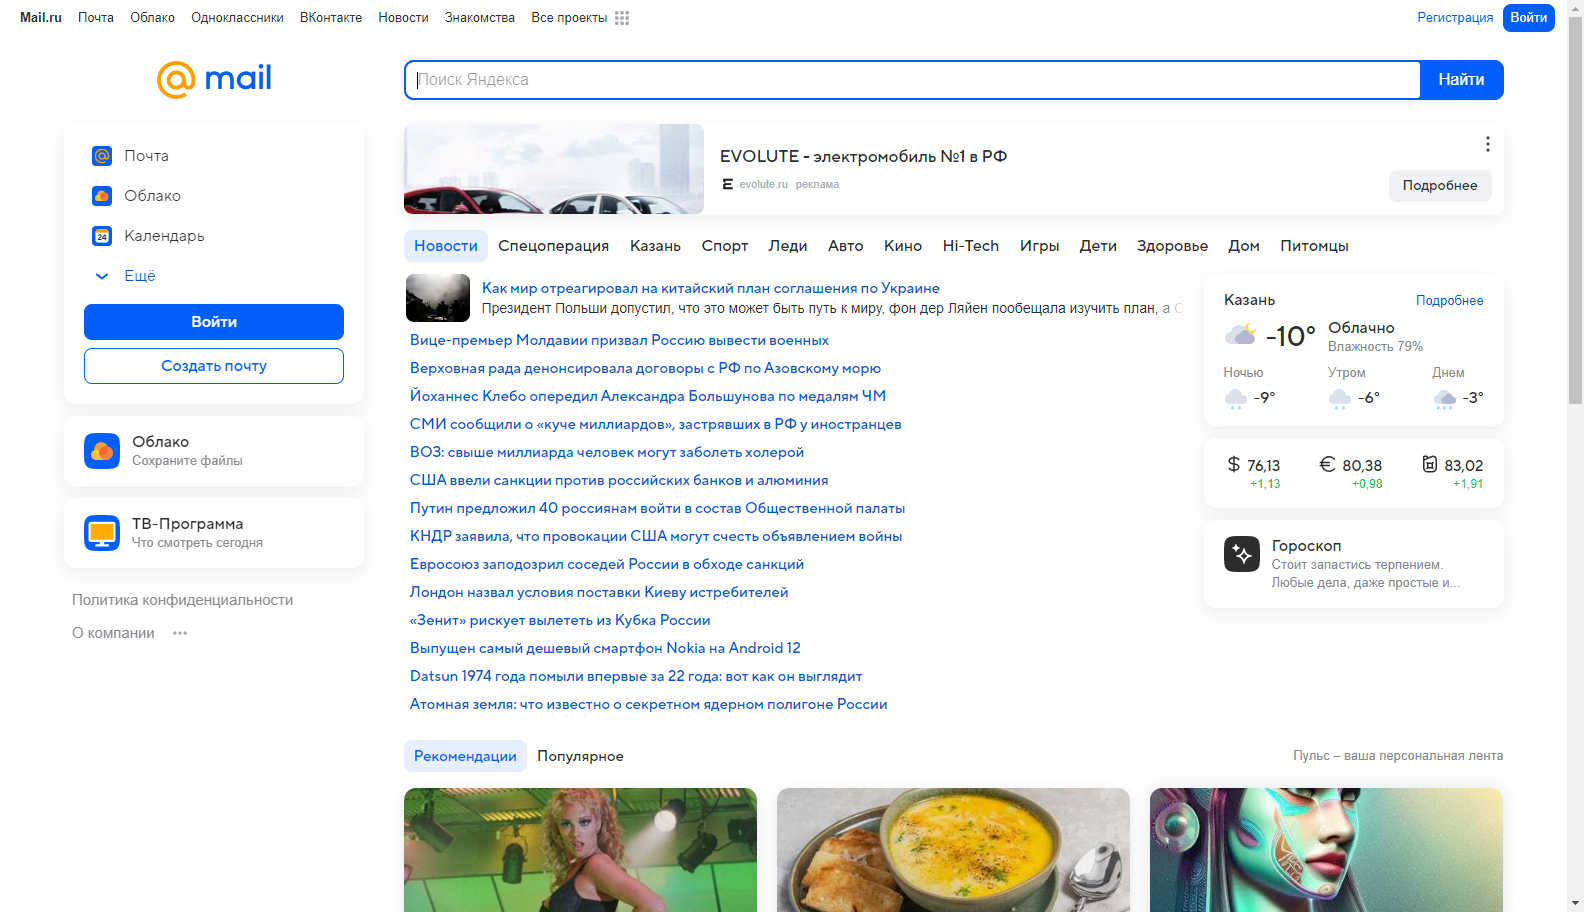 Mail.ru Почта Облако Одноклассники ВКонтакте Новости Знакомства Все проекты
Регистрация Войти
mail
Поиск Яндекса Найти
Почта
Облако
24 Календарь
Ещё
Войти
Создать почту
Облако
Сохраните файлы
ТВ-Программа
Что смотреть сегодня
Политика конфиденциальности
О компании
EVOLUTE - электромобиль №1 в РФ
evolute.ru реклама
Подробнее
Новости Спецоперация Казань Спорт Леди Авто Кино Hi-Tech Игры Дети Здоровье Дом Питомцы
Как мир отреагировал на китайский план соглашения по Украине
Президент Польши допустил, что это может быть путь к миру, фон дер Ляйен пообещала изучить план, а С
Вице-премьер Молдавии призвал Россию вывести военных
Верховная рада денонсировала договоры с РФ по Азовскому морю
Йоханнес Клебо опередил Александра Большунова по медалям ЧМ
СМИ сообщили о «куче миллиардов», застрявших в РФ у иностранцев
ВОЗ: свыше миллиарда человек могут заболеть холерой
США ввели санкции против российских банков и алюминия
Путин предложил 40 россиянам войти в состав Общественной палаты
КНДР заявила, что провокации США могут счесть объявлением войны
Евросоюз заподозрил соседей России в обходе санкций
Лондон назвал условия поставки Киеву истребителей
«Зенит» рискует вылететь из Кубка России
Выпущен самый дешевый смартфон Nokia на Android 12
Datsun 1974 года помыли впервые за 22 года: вот как он выглядит
Атомная земля: что известно о секретном ядерном полигоне России
Казань Подробнее
-10° Облачно
Влажность 79%
Ночью Утром Днем
-9° -6° -3°
$ 76,13 € 80,38 83,02
+1,13 +0,98 +1,91
Гороскоп
Стоит запастись терпением.
Любые дела, даже простые и...
Рекомендации Популярное
Пульс – ваша персональная лента